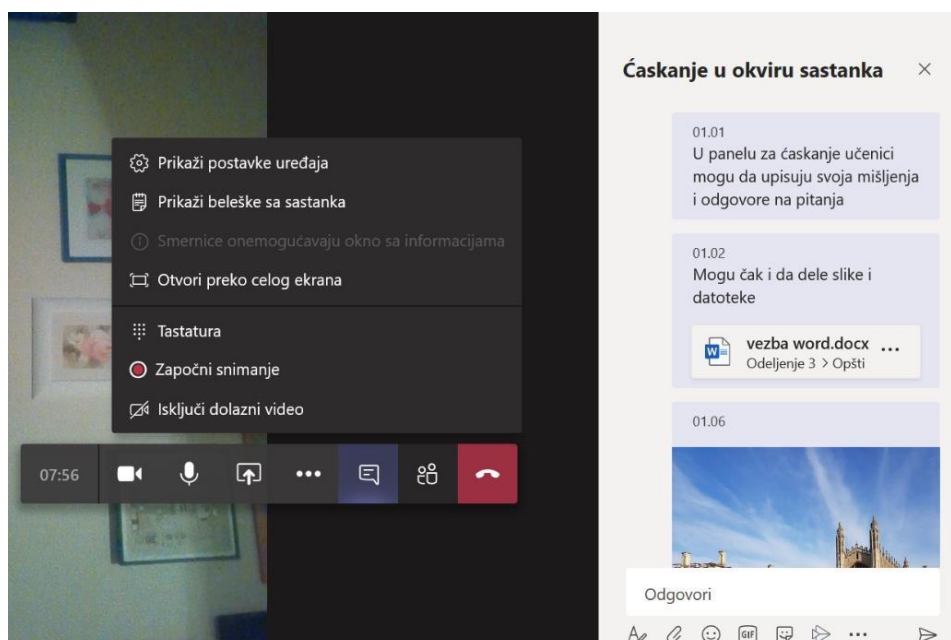 Prikaži postavke uređaja
Prikaži beleške sa sastanka
Smernice onemogućavaju okno sa informacijama
Otvori preko celog ekrana
Tastatura
Započni snimanje
Isključi dolazni video
07:56
Ćaskanje u okviru sastanka
01.01
U panelu za ćaskanje učenici
mogu da upisuju svoja mišljenja
i odgovore na pitanja
01.02
Mogu čak i da dele slike i
datoteke
vezba word.docx
Odeljenje 3 > Opšti
01.06
Odgovori
GIF